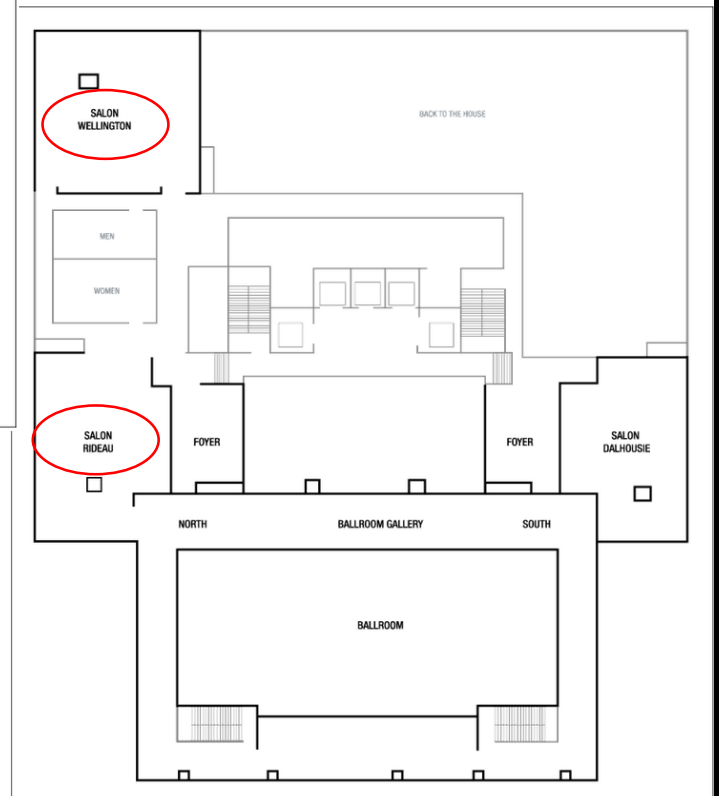 SALON
WELLINGTON
BACK TO THE HOUSE
MEN
WOMEN
SALON
RIDEAU
FOYER
FOYER
SALON
DALHOUSIE
NORTH
BALLROOM GALLERY
SOUTH
BALLROOM